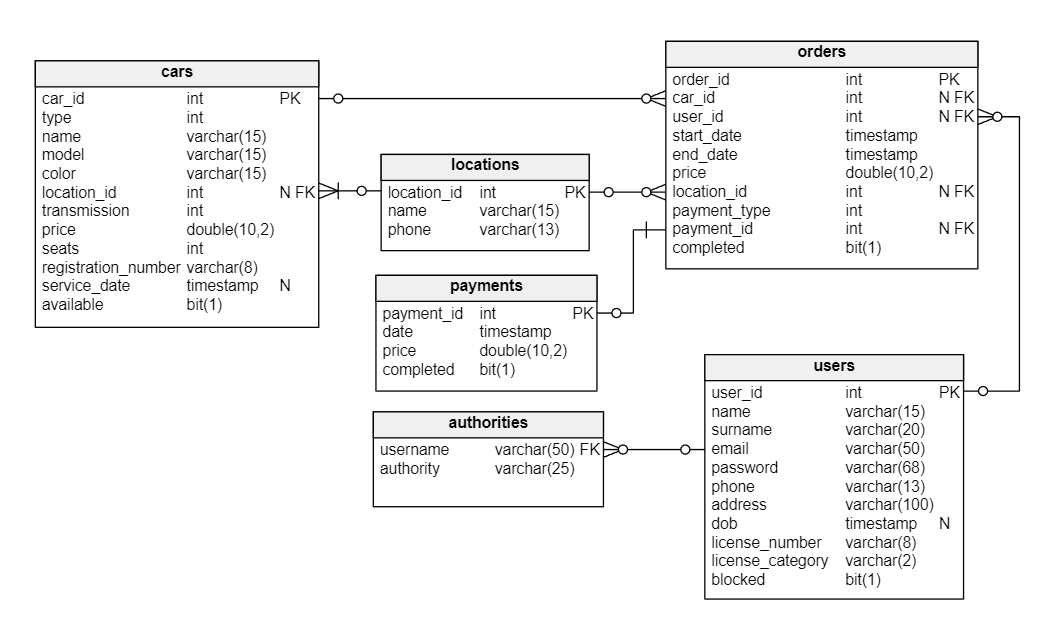 cars
car_id int PK
type int
name varchar(15)
model varchar(15)
color varchar(15)
location_id int N FK
transmission int
price double(10,2)
seats int
registration_number varchar(8)
service_date timestamp N
available bit(1)
locations
location_id int PK
name varchar(15)
phone varchar(13)
payments
payment_id int PK
date timestamp
price double(10,2)
completed bit(1)
authorities
username varchar(50) FK
authority varchar(25)
orders
order_id int PK
car_id int N FK
user_id int N FK
start_date timestamp
end_date timestamp
price double(10,2)
location_id int N FK
payment_type int
payment_id int N FK
completed bit(1)
users
user_id int PK
name varchar(15)
surname varchar(20)
email varchar(50)
password varchar(68)
phone varchar(13)
address varchar(100)
dob timestamp N
license_number varchar(8)
license_category varchar(2)
blocked bit(1)